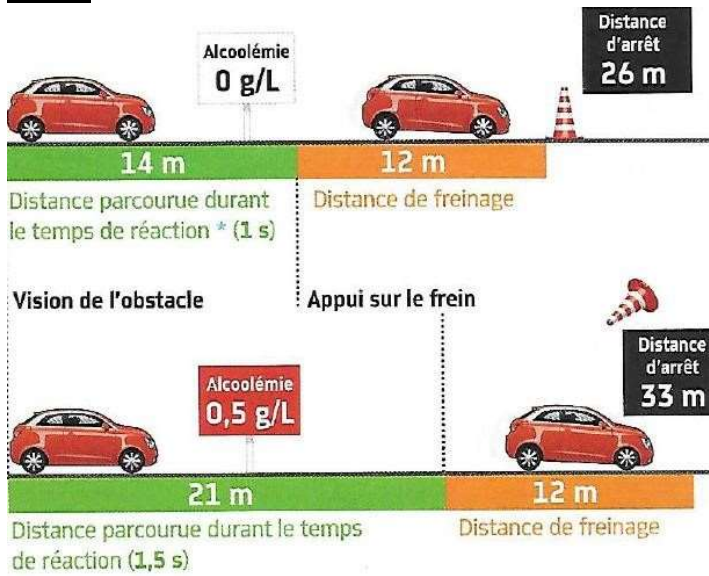 Alcoolémie
0 g/L
Distance
d'arrêt
26 m
14 m
12 m
Distance parcourue durant
le temps de réaction * (1 s)
Distance de freinage
Vision de l'obstacle
Appui sur le frein
Alcoolémie
0,5 g/L
Distance
d'arrêt
33 m
21 m
12 m
Distance parcourue durant le temps
de réaction (1,5 s)
Distance de freinage